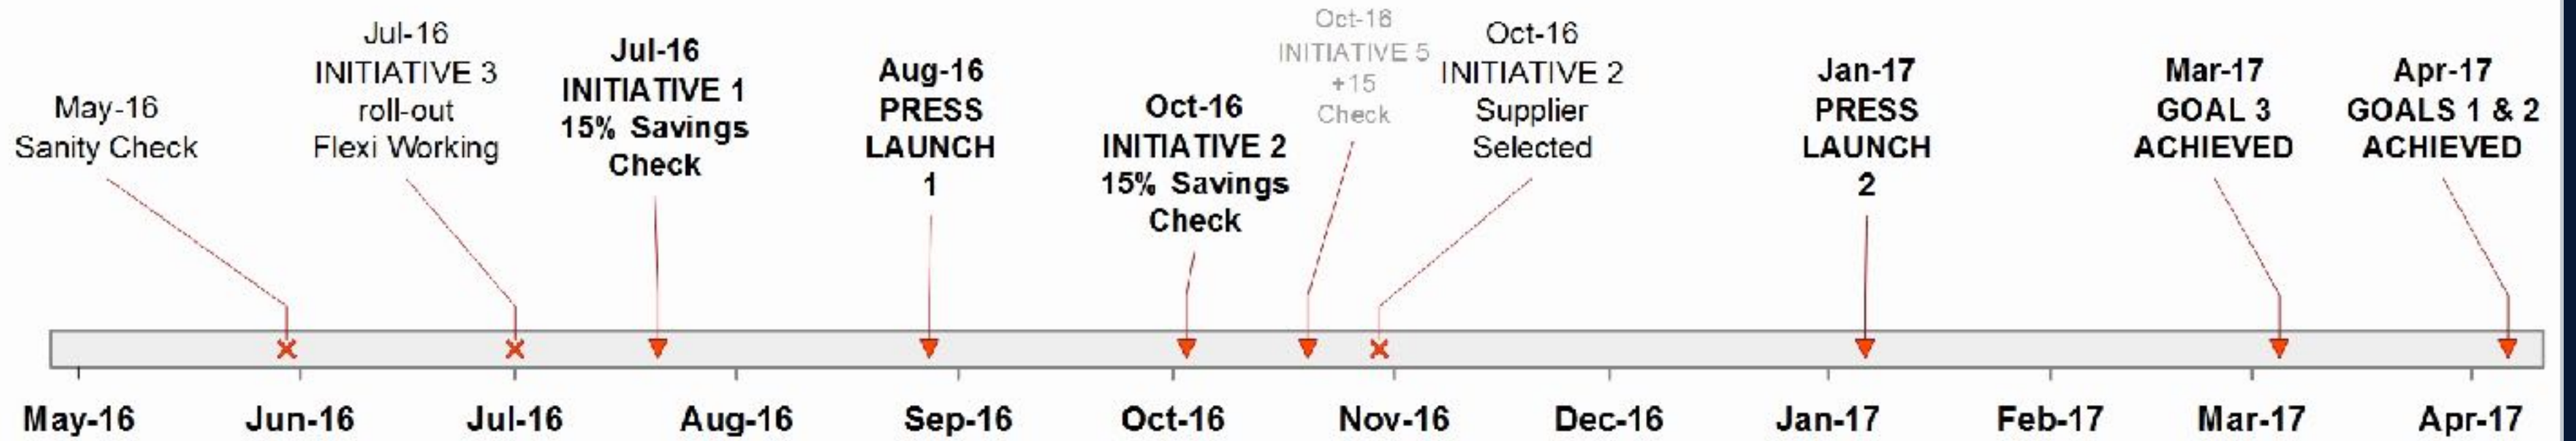 May-16
Sanity Check
Jul-16
INITIATIVE 3
roll-out
Flexi Working
Jul-16
INITIATIVE 1
15% Savings
Check
Aug-16
PRESS
LAUNCH
1
Oct-16
INITIATIVE 2
15% Savings
Check
Oct-16
INITIATIVE 5
+15
Check
Oct-16
INITIATIVE 2
Supplier
Selected
Jan-17
PRESS
LAUNCH
2
Mar-17
GOAL 3
ACHIEVED
Apr-17
GOALS 1 & 2
ACHIEVED
May-16 Jun-16 Jul-16 Aug-16 Sep-16 Oct-16 Nov-16 Dec-16 Jan-17 Feb-17 Mar-17 Apr-17